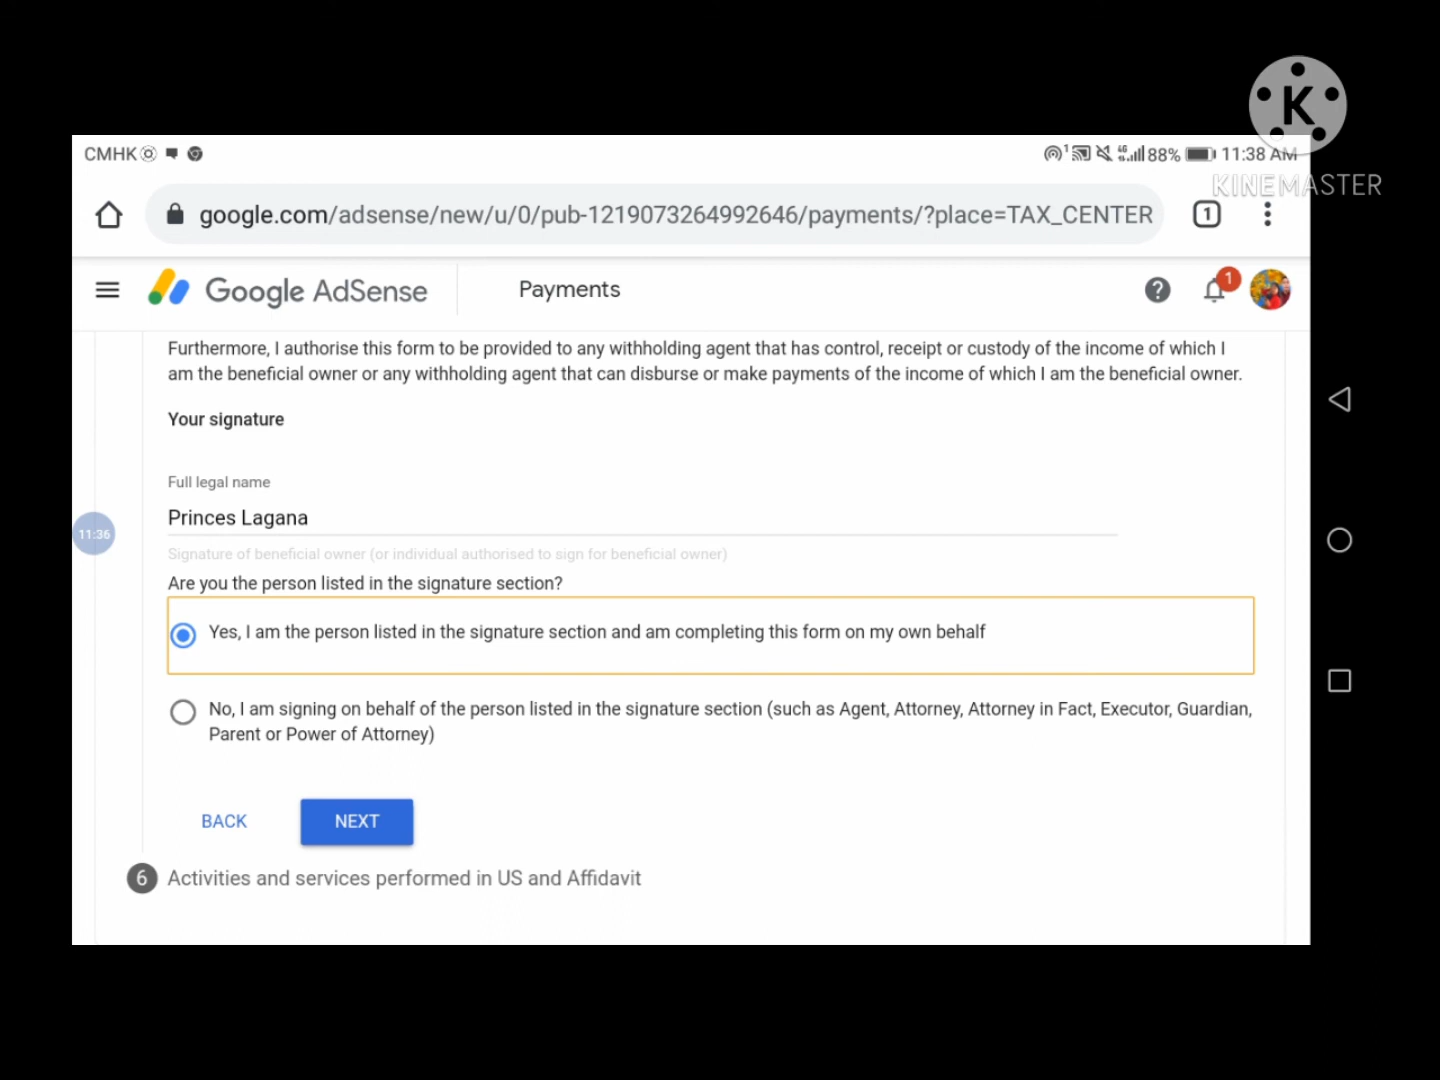 K
KINEMASTER
CMHK
1
4G
88%
11:38 AM
google.com/adsense/new/u/0/pub-1219073264992646/payments/?place=TAX_CENTER
1
Google AdSense
Payments
?
1
Furthermore, I authorise this form to be provided to any withholding agent that has control, receipt or custody of the income of which I
am the beneficial owner or any withholding agent that can disburse or make payments of the income of which I am the beneficial owner.
Your signature
Full legal name
Princes Lagana
11:36
Signature of beneficial owner (or individual authorised to sign for beneficial owner)
Are you the person listed in the signature section?
Yes, I am the person listed in the signature section and am completing this form on my own behalf
No, I am signing on behalf of the person listed in the signature section (such as Agent, Attorney, Attorney in Fact, Executor, Guardian,
Parent or Power of Attorney)
BACK
NEXT
6 Activities and services performed in US and Affidavit